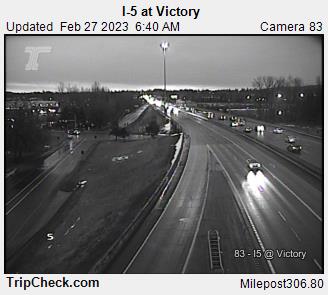 I-5 at Victory
Updated Feb 27 2023 6:40 AM Camera 83
T
83 - I5 @ Victory
TripCheck.com Milepost306.80